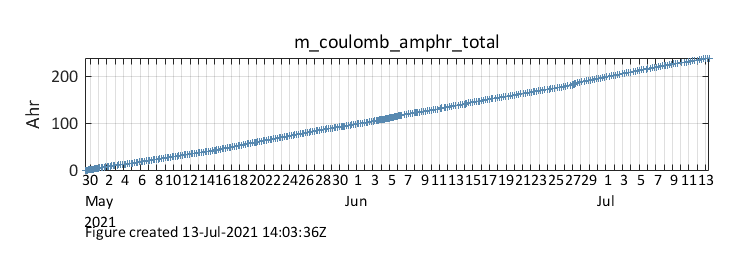 m_coulomb_amphr_total
Ahr
200
100
0
30 2 4 6 8 10 12 14 16 18 20 22 24 26 28 30 1 3 5 7 9 11 13 15 17 19 21 23 25 27 29 1 3 5 7 9 11 13
May Jun Jul
2021
Figure created 13-Jul-2021 14:03:36Z